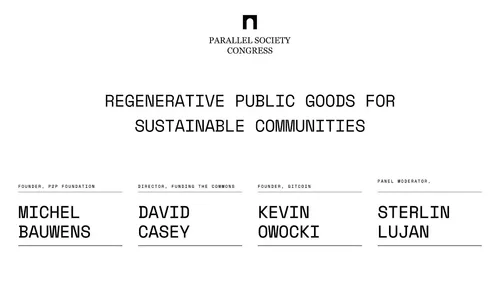 PARALLEL SOCIETY
CONGRESS
REGENERATIVE PUBLIC GOODS FOR
SUSTAINABLE COMMUNITIES
FOUNDER, P2P FOUNDATION
MICHEL
BAUWENS
DIRECTOR, FUNDING THE COMMONS
DAVID
CASEY
FOUNDER, GITCOIN
KEVIN
OWOCKI
PANEL MODERATOR,
STERLIN
LUJAN